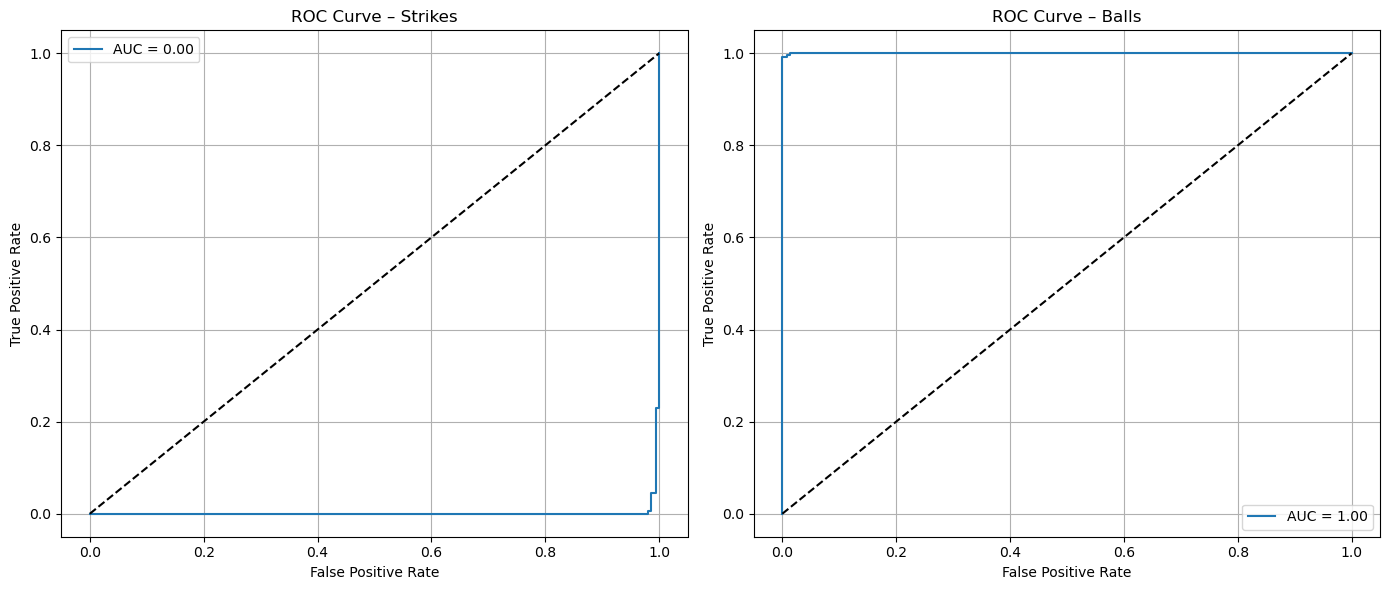 ROC Curve – Strikes
AUC = 0.00
1.0
0.8
0.6
0.4
0.2
0.0
True Positive Rate
0.0 0.2 0.4 0.6 0.8 1.0
False Positive Rate
ROC Curve – Balls
1.0
0.8
0.6
0.4
0.2
0.0
True Positive Rate
AUC = 1.00
0.0 0.2 0.4 0.6 0.8 1.0
False Positive Rate